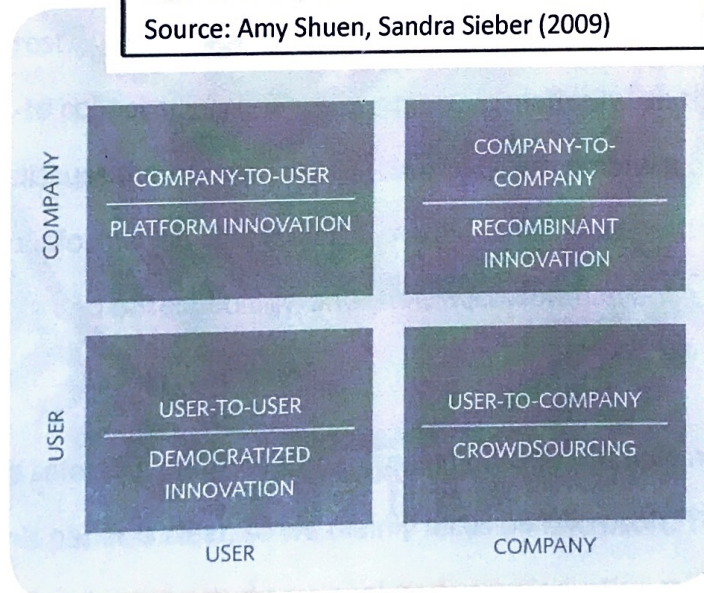 Source: Amy Shuen, Sandra Sieber (2009)
COMPANY
COMPANY-TO-USER
PLATFORM INNOVATION
COMPANY-TO-
COMPANY
RECOMBINANT
INNOVATION
USER
USER-TO-USER
DEMOCRATIZED
INNOVATION
USER-TO-COMPANY
CROWDSOURCING
USER
COMPANY